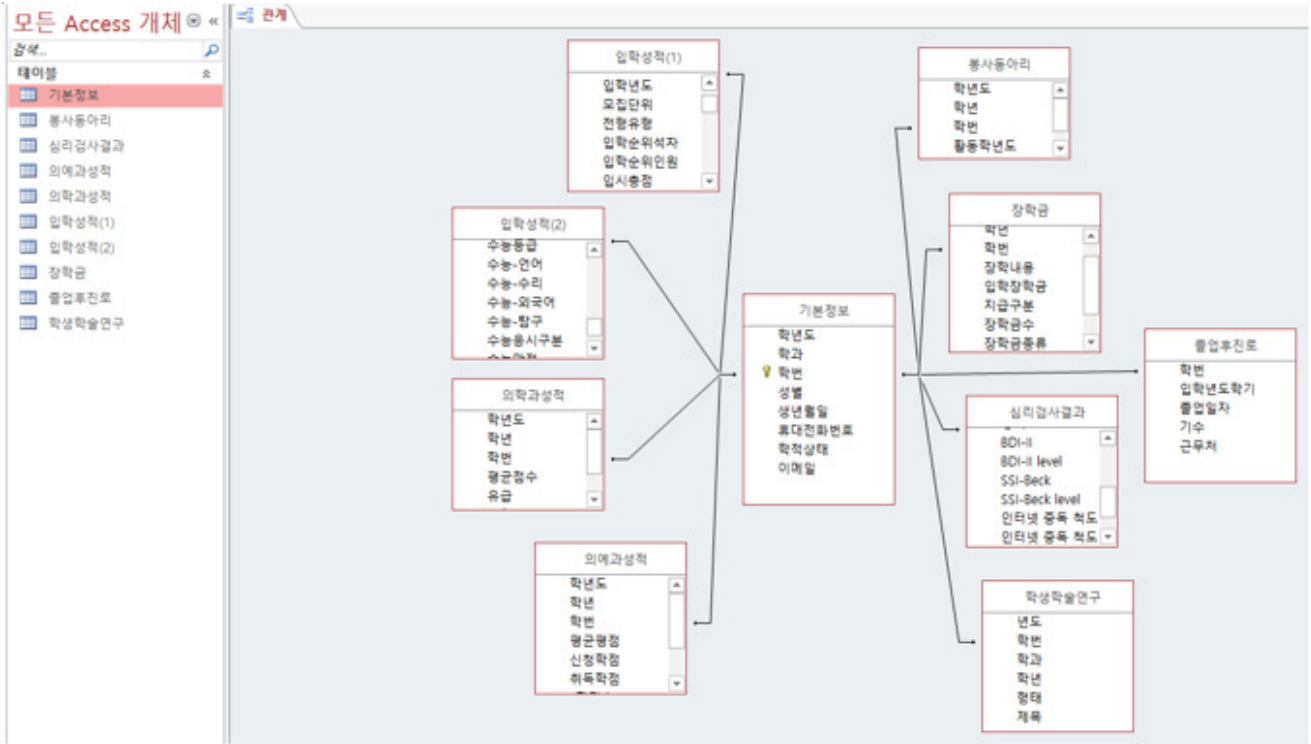 모든 Access 개체
검색...
테이블
기본정보
봉사동아리
심리검사결과
의예과성적
의학과성적
입학성적(1)
입학성적(2)
장학금
졸업후진로
학생학술연구
관계
입학성적(1)
입학년도
모집단위
전형유형
입학순위석차
입학순위인원
입시총점
입학성적(2)
수능등급
수능-언어
수능-수리
수능-외국어
수능-탐구
수능응시구분
의학과성적
학년도
학년
학번
평균점수
유급
의예과성적
학년도
학년
학번
평균평점
신청학점
취득학점
기본정보
학년도
학과
학번
성별
생년월일
휴대전화번호
학적상태
이메일
봉사동아리
학년도
학년
학번
활동학년도
장학금
학년
학번
장학내용
입학장학금
지급구분
장학금수
장학금종류
졸업후진로
학번
입학년도학기
졸업일자
기수
근무처
심리검사결과
BDI-II
BDI-II level
SSI-Beck
SSI-Beck level
인터넷 중독 척도
인터넷 중독 척도
학생학술연구
년도
학번
학과
학년
형태
제목